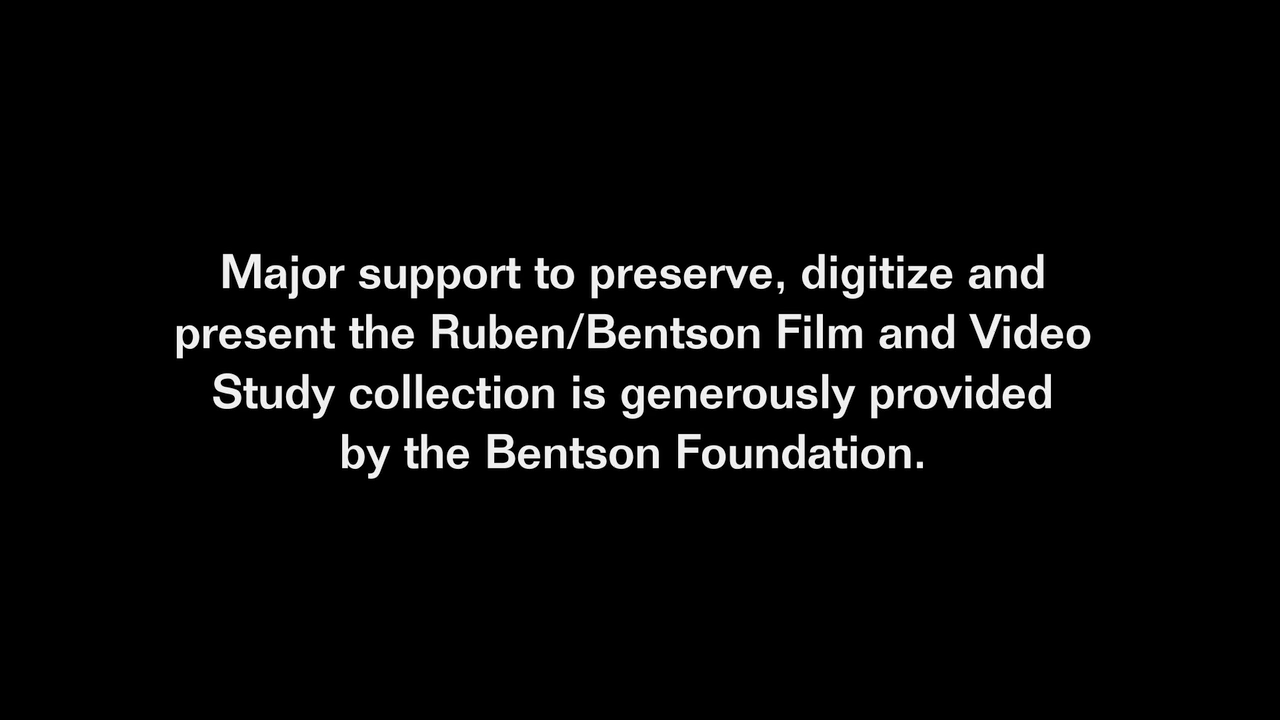 Major support to preserve, digitize and
present the Ruben/Bentson Film and Video
Study collection is generously provided
by the Bentson Foundation.